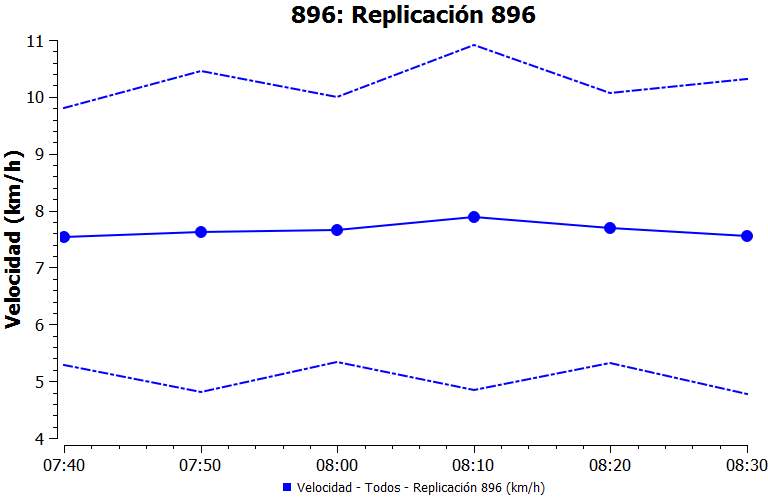 896: Replicación 896
Velocidad (km/h)
11
10
9
8
7
6
5
4
07:40 07:50 08:00 08:10 08:20 08:30
Velocidad - Todos - Replicación 896 (km/h)